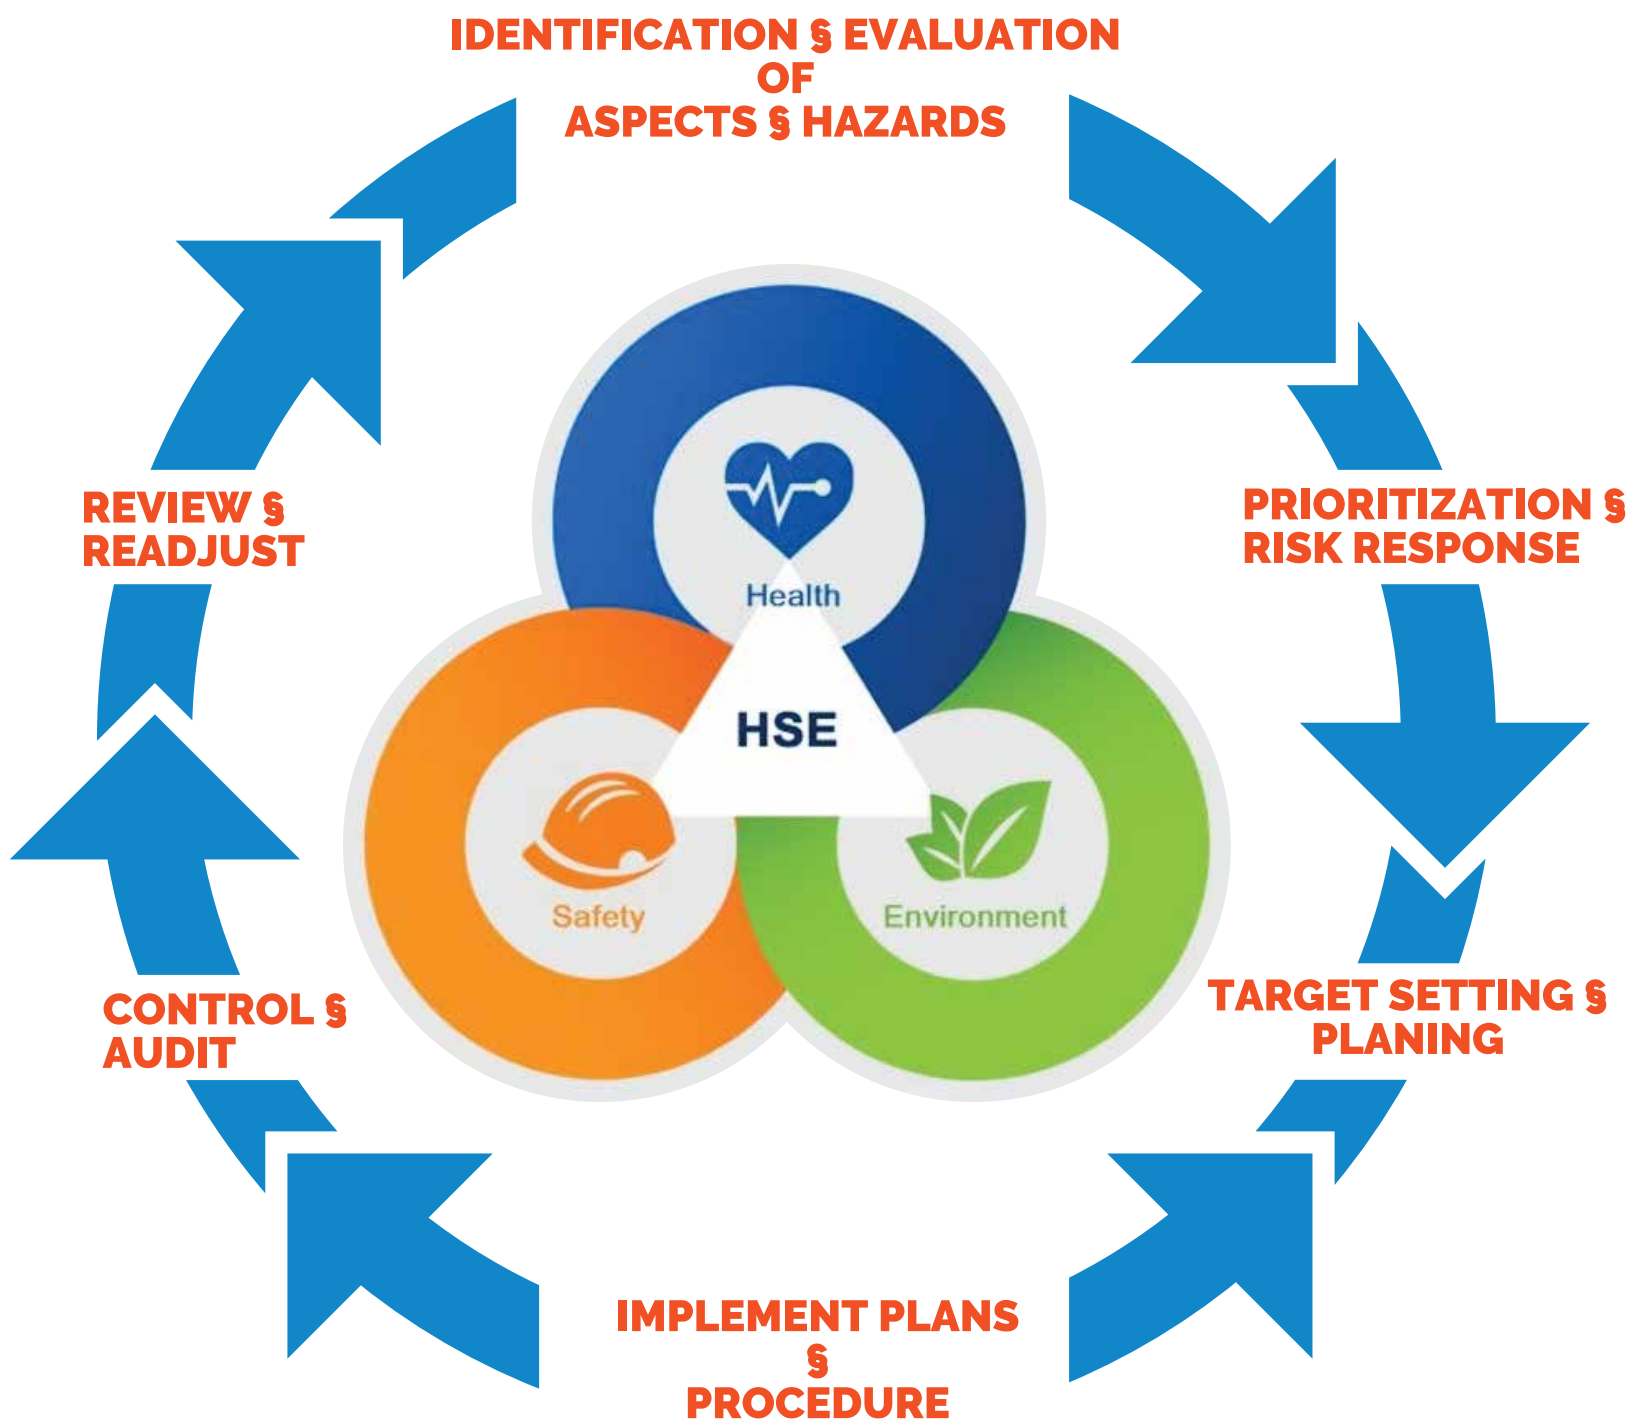 IDENTIFICATION § EVALUATION
OF
ASPECTS § HAZARDS
PRIORITIZATION §
RISK RESPONSE
TARGET SETTING §
PLANING
IMPLEMENT PLANS
§
PROCEDURE
CONTROL §
AUDIT
REVIEW §
READJUST
Health
HSE
Safety
Environment